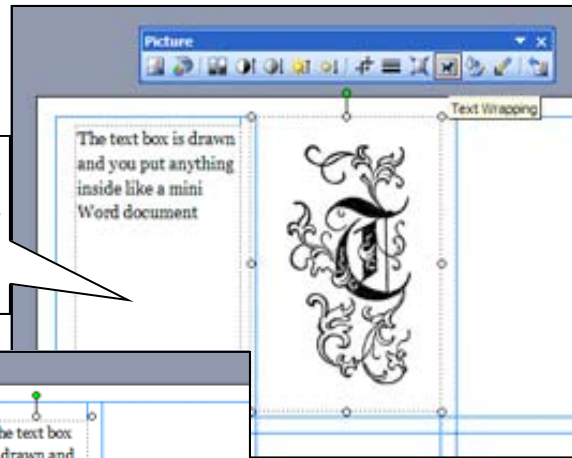 Picture
Text Wrapping
The text box is drawn
and you put anything
inside like a mini
Word document
T
he text box
drawn and